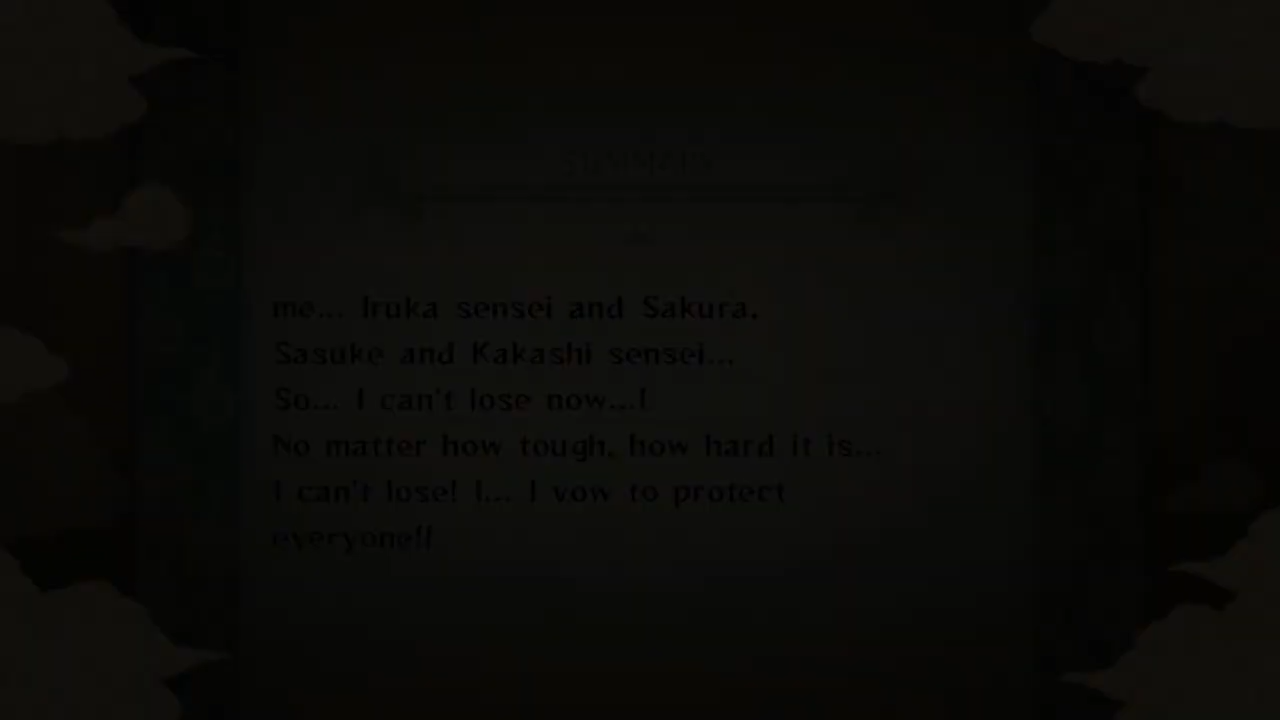 SUMMARY
me... Iruka sensei and Sakura.
Sasuke and Kakashi sensei...
So... I can't lose now...!
No matter how tough, how hard it is...
I can't lose! I... I vow to protect
everyone!!